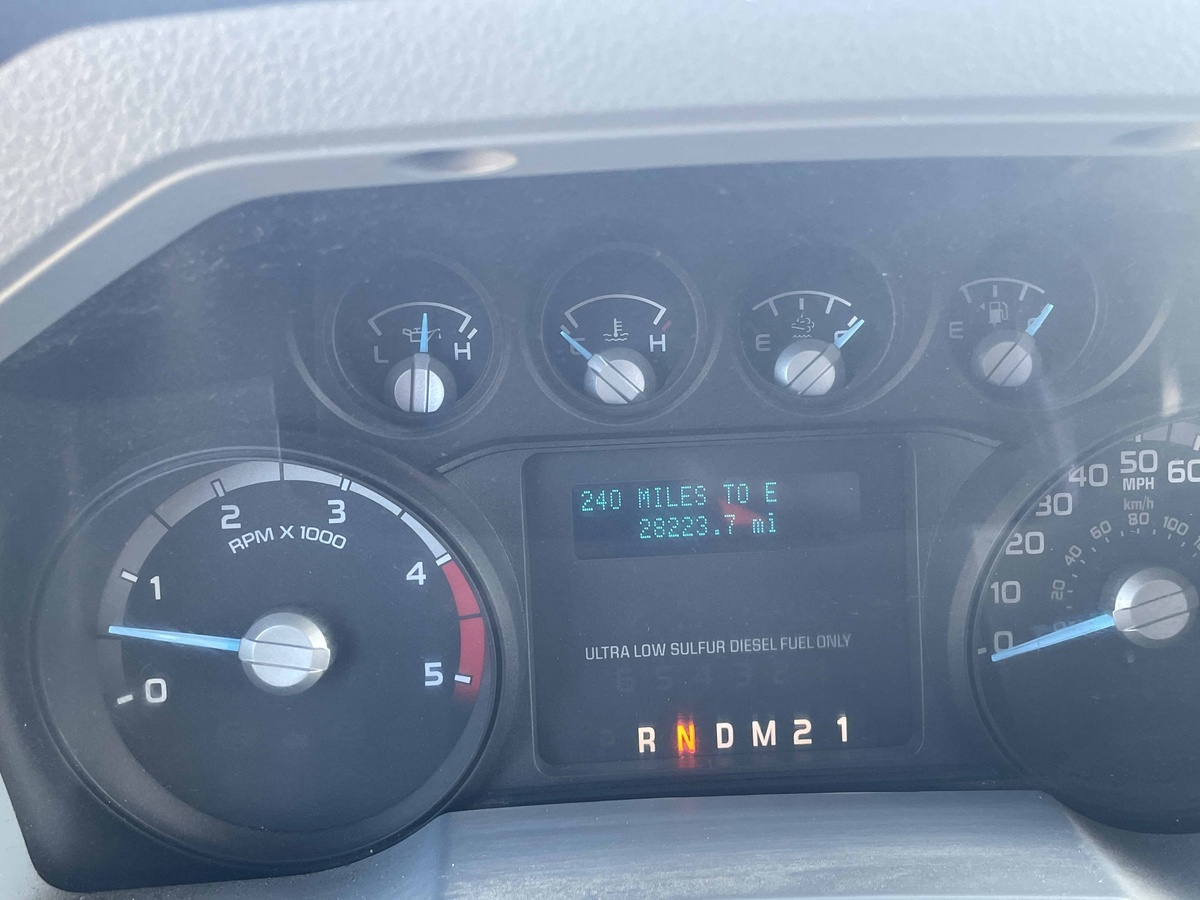 L H
H
E F
E
2 3
RPM X 1000
1
4
0
5
240 MILES TO E
28223.7 mi
ULTRA LOW SULFUR DIESEL FUEL ONLY
R N D M 2 1
0 10 20 30 40 50 60
MPH
km/h
20 40 60 80 100